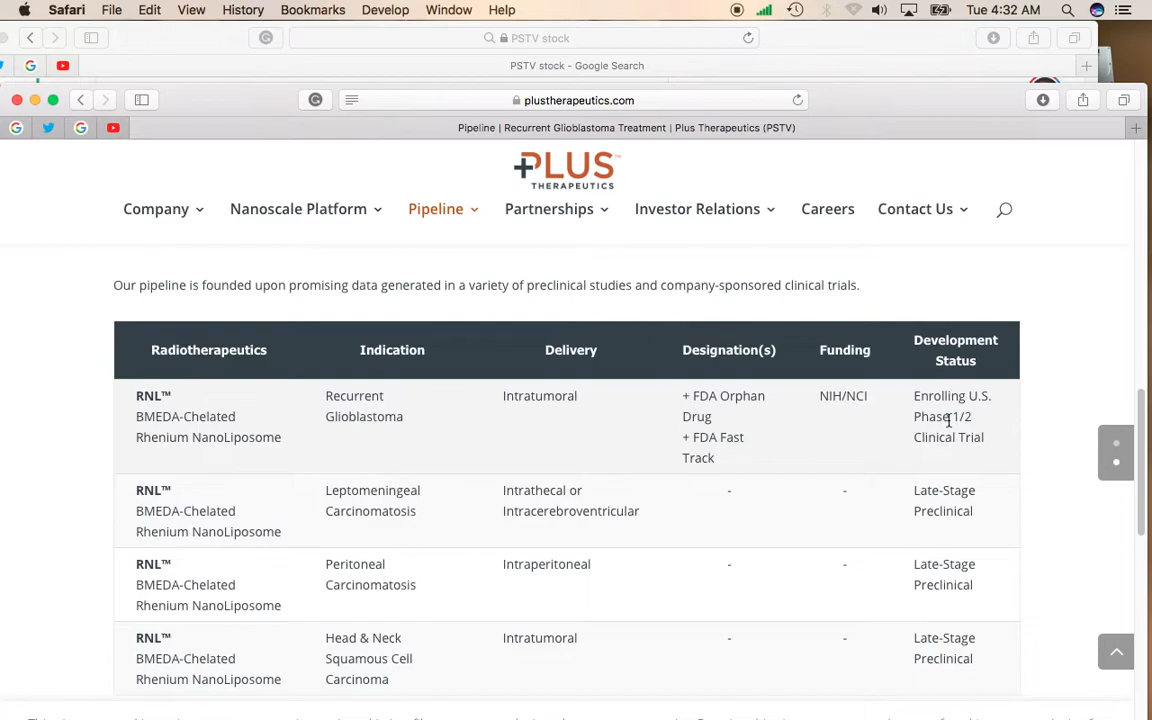 Safari File Edit View History Bookmarks Develop Window Help Tue 4:32 AM
PSTV stock
PSTV stock - Google Search
plustherapeutics.com
Pipeline | Recurrent Glioblastoma Treatment | Plus Therapeutics (PSTV)
+PLUS™
THERAPEUTICS
Company Nanoscale Platform Pipeline Partnerships Investor Relations Careers Contact Us
Our pipeline is founded upon promising data generated in a variety of preclinical studies and company-sponsored clinical trials.
Radiotherapeutics Indication Delivery Designation(s) Funding Development
Status
RNL™ Recurrent Intratumoral + FDA Orphan NIH/NCI Enrolling U.S.
BMEDA-Chelated Glioblastoma Drug Phase 1/2
Rhenium NanoLiposome + FDA Fast Clinical Trial
Track
RNL™ Leptomeningeal Intrathecal or - - Late-Stage
BMEDA-Chelated Carcinomatosis Intracerebroventricular Preclinical
Rhenium NanoLiposome
RNL™ Peritoneal Intraperitoneal - - Late-Stage
BMEDA-Chelated Carcinomatosis Preclinical
Rhenium NanoLiposome
RNL™ Head & Neck Intratumoral - - Late-Stage
BMEDA-Chelated Squamous Cell Preclinical
Rhenium NanoLiposome Carcinoma